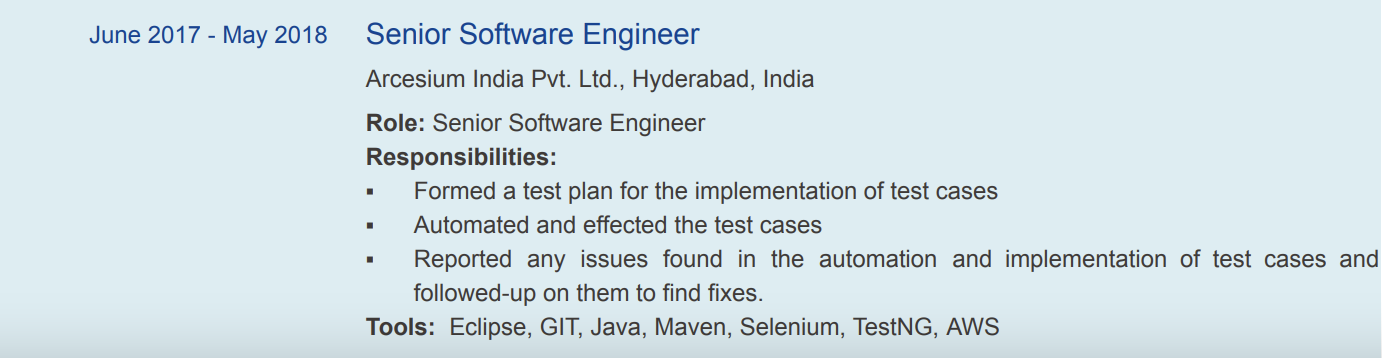 June 2017 - May 2018 Senior Software Engineer
Arcesium India Pvt. Ltd., Hyderabad, India
Role: Senior Software Engineer
Responsibilities:
▪ Formed a test plan for the implementation of test cases
▪ Automated and effected the test cases
▪ Reported any issues found in the automation and implementation of test cases and
followed-up on them to find fixes.
Tools: Eclipse, GIT, Java, Maven, Selenium, TestNG, AWS